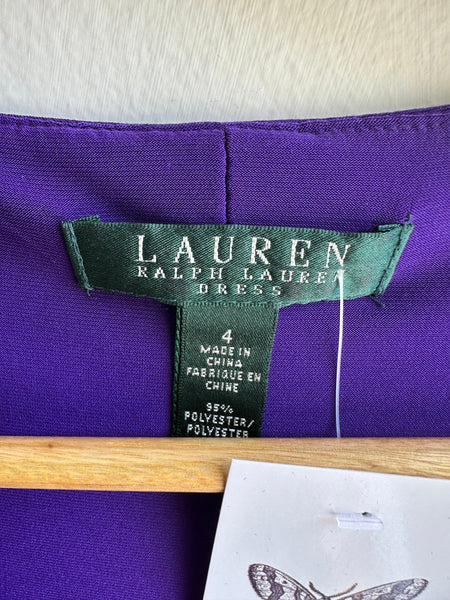 LAUREN
RALPH LAUREN
DRESS
4
MADE IN
CHINA
FABRIQUE EN
CHINE
95%
POLYESTER/
POLYESTER